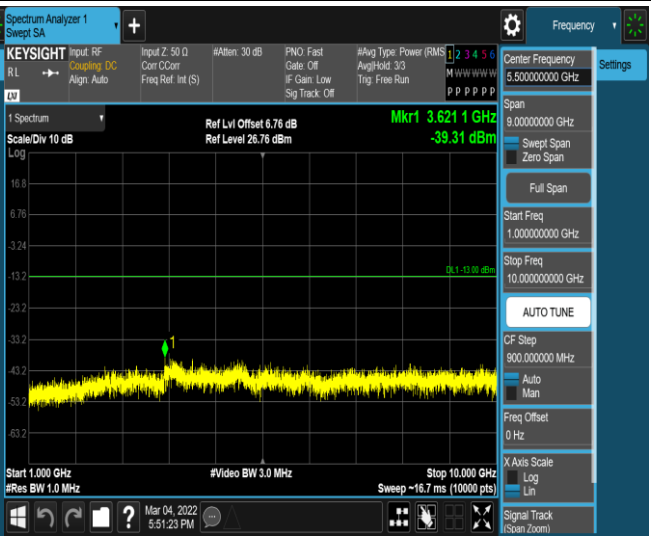 Spectrum Analyzer 1
Swept SA
+
Frequency
KEYSIGHT
Input: RF
Coupling: DC
Align: Auto
Input Z: 50 Ω
Corr CCorr
Freq Ref: Int (S)
#Atten: 30 dB
PNO: Fast
Gate: Off
IF Gain: Low
Sig Track: Off
#Avg Type: Power (RMS
Avg|Hold: 3/3
Trig: Free Run
1 2 3 4 5 6
M W W W W W
P P P P P P
R L
LXI
1 Spectrum
Scale/Div 10 dB
Log
Ref Lvl Offset 6.76 dB
Ref Level 26.76 dBm
Mkr1 3.621 1 GHz
-39.31 dBm
16.8
6.76
-3.24
-13.2
-23.2
-33.2
-43.2
-53.2
-63.2
DL1 -13.00 dBm
1
Start 1.000 GHz
#Res BW 1.0 MHz
#Video BW 3.0 MHz
Stop 10.000 GHz
Sweep ~16.7 ms (10000 pts)
Mar 04, 2022
5:51:23 PM
Center Frequency
5.500000000 GHz
Settings
Span
9.00000000 GHz
Swept Span
Zero Span
Full Span
Start Freq
1.000000000 GHz
Stop Freq
10.000000000 GHz
AUTO TUNE
CF Step
900.000000 MHz
Auto
Man
Freq Offset
0 Hz
X Axis Scale
Log
Lin
Signal Track
(Span Zoom)